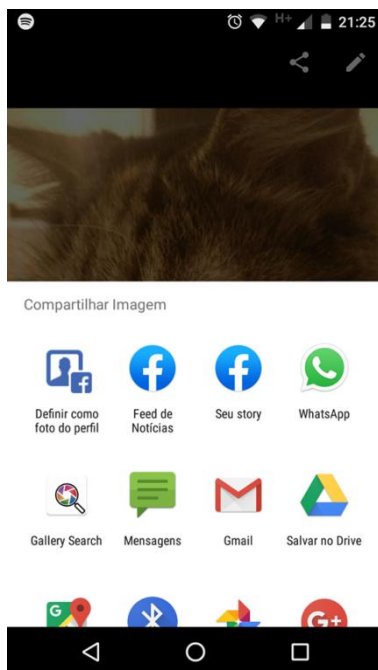 H+ 21:25
Compartilhar Imagem
Definir como Feed de Seu story WhatsApp
foto do perfil Notícias
Gallery Search Mensagens Gmail Salvar no Drive
G G+